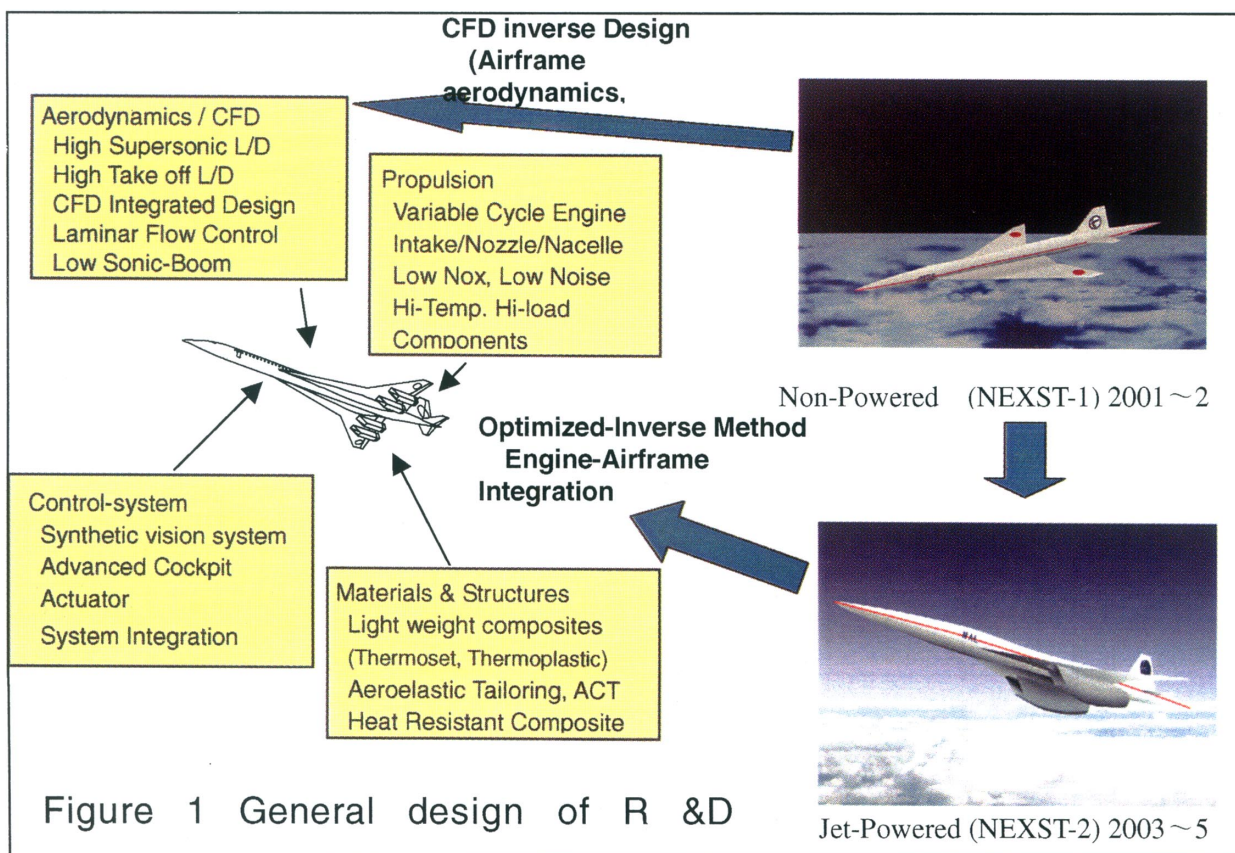 CFD inverse Design
(Airframe
aerodynamics,
Aerodynamics / CFD
High Supersonic L/D
High Take off L/D
CFD Integrated Design
Laminar Flow Control
Low Sonic-Boom
Propulsion
Variable Cycle Engine
Intake/Nozzle/Nacelle
Low Nox, Low Noise
Hi-Temp. Hi-load
Components
Non-Powered (NEXST-1) 2001～2
Optimized-Inverse Method
Engine-Airframe
Integration
Control-system
Synthetic vision system
Advanced Cockpit
Actuator
System Integration
Materials & Structures
Light weight composites
(Thermoset, Thermoplastic)
Aeroelastic Tailoring, ACT
Heat Resistant Composite
Jet-Powered (NEXST-2) 2003～5
Figure 1 General design of R &D